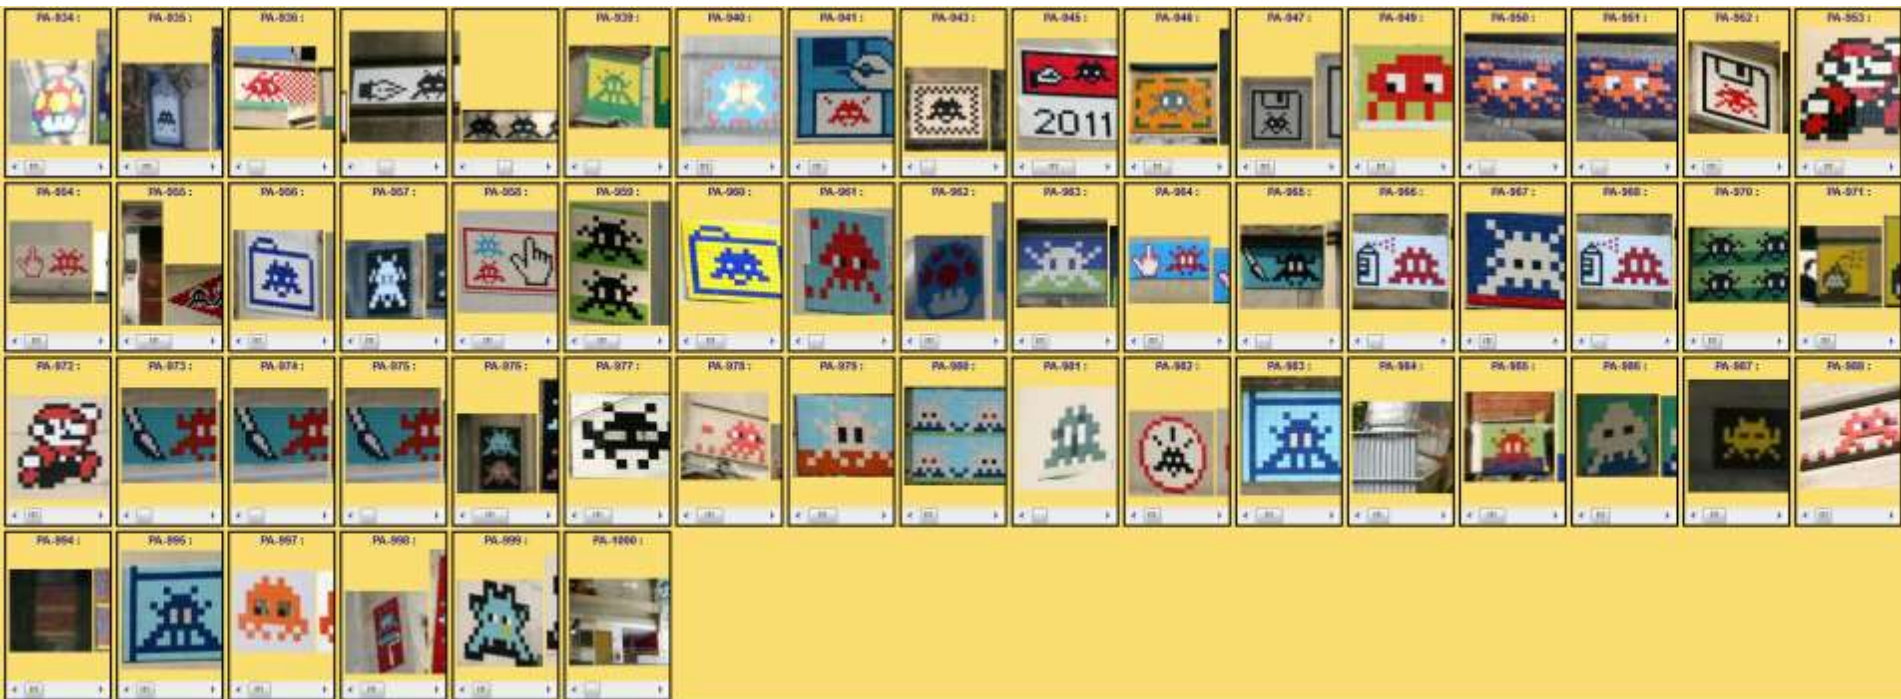 PA-934 :
PA-935 :
PA-936 :
PA-939 :
PA-940 :
PA-941 :
PA-943 :
PA-945 :
PA-946 :
PA-947 :
PA-949 :
PA-950 :
PA-951 :
PA-952 :
PA-953 :
2011
PA-954 :
PA-955 :
PA-956 :
PA-957 :
PA-958 :
PA-959 :
PA-960 :
PA-961 :
PA-962 :
PA-963 :
PA-964 :
PA-965 :
PA-966 :
PA-967 :
PA-968 :
PA-970 :
PA-971 :
PA-972 :
PA-973 :
PA-974 :
PA-975 :
PA-976 :
PA-977 :
PA-978 :
PA-979 :
PA-980 :
PA-981 :
PA-982 :
PA-983 :
PA-984 :
PA-985 :
PA-986 :
PA-987 :
PA-988 :
PA-994 :
PA-995 :
PA-997 :
PA-998 :
PA-999 :
PA-1000 :